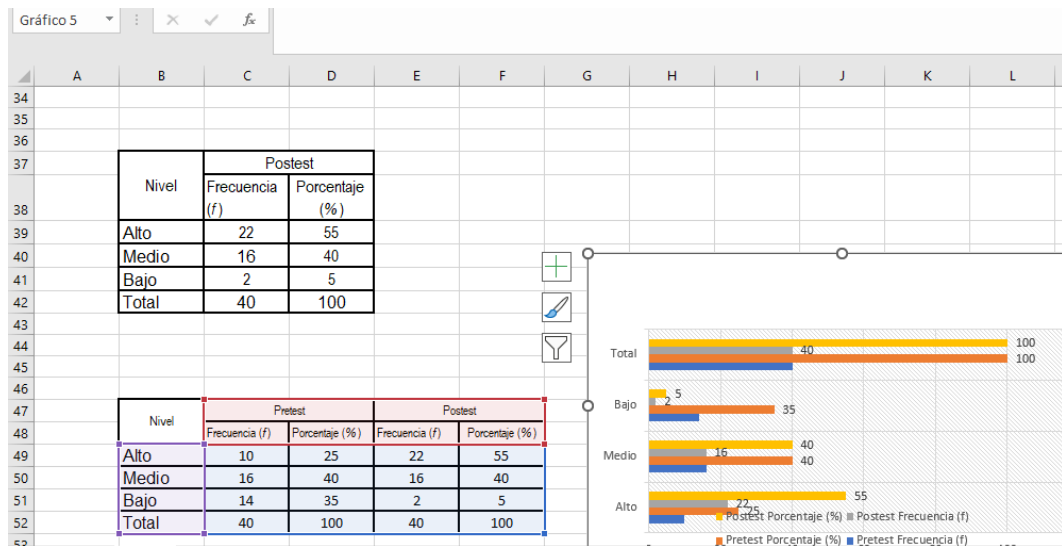 Gráfico 5
fx
A B C D E F G H I J K L
34
35
36
37 Postest
Nivel Frecuencia Porcentaje
38 (f) (%)
39 Alto 22 55
40 Medio 16 40
41 Bajo 2 5
42 Total 40 100
43
44
45
46
47 Pretest Postest
Nivel
48 Frecuencia (f) Porcentaje (%) Frecuencia (f) Porcentaje (%)
49 Alto 10 25 22 55
50 Medio 16 40 16 40
51 Bajo 14 35 2 5
52 Total 40 100 40 100
100
Total 40
100
5
Bajo 2
35
40
Medio 16
40
55
Alto 22
25
Postest Porcentaje (%) Postest Frecuencia (f)
Pretest Porcentaje (%) Pretest Frecuencia (f)